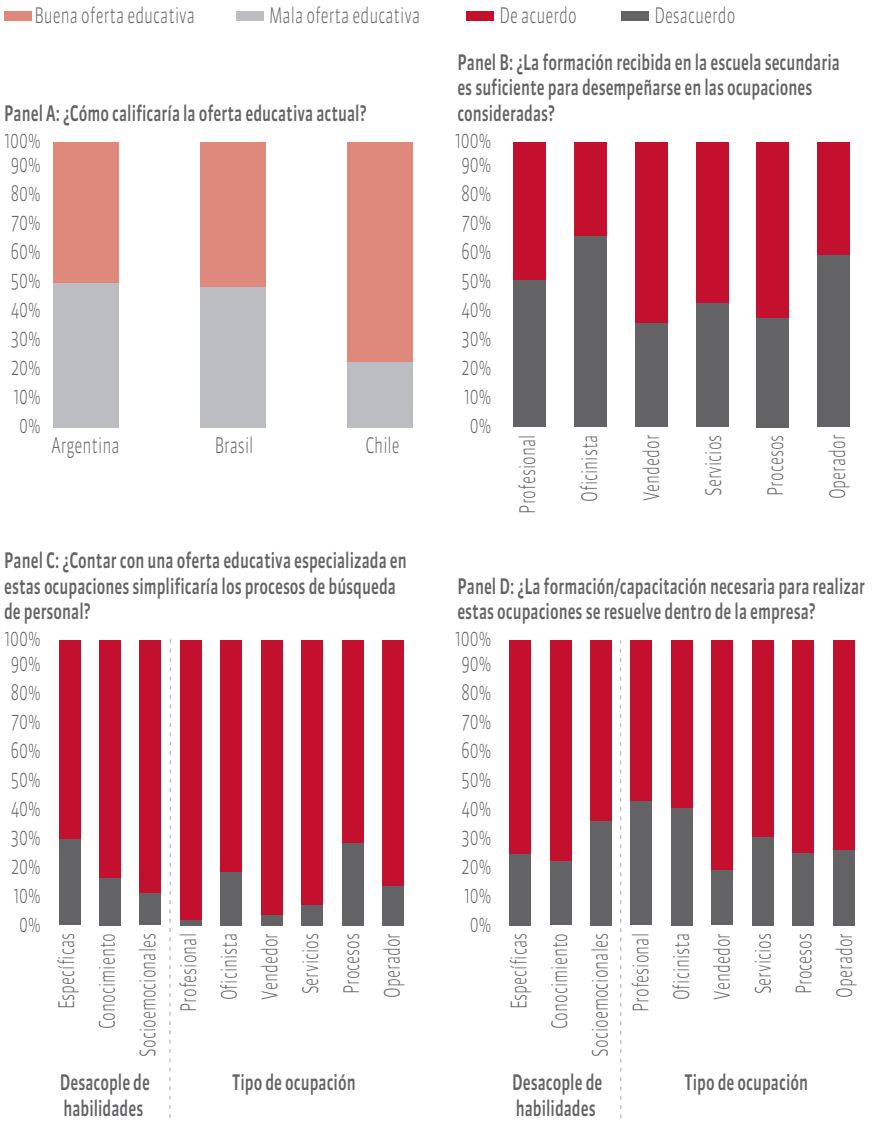 Buena oferta educativa
Mala oferta educativa
De acuerdo
Desacuerdo
Panel A: ¿Cómo calificaría la oferta educativa actual?
100%
90%
80%
70%
60%
50%
40%
30%
20%
10%
0%
Argentina
Brasil
Chile
Panel B: ¿La formación recibida en la escuela secundaria
es suficiente para desempeñarse en las ocupaciones
consideradas?
100%
90%
80%
70%
60%
50%
40%
30%
20%
10%
0%
Profesional
Oficinista
Vendedor
Servicios
Procesos
Operador
Panel C: ¿Contar con una oferta educativa especializada en
estas ocupaciones simplificaría los procesos de búsqueda
de personal?
100%
90%
80%
70%
60%
50%
40%
30%
20%
10%
0%
Específicas
Conocimiento
Socioemocionales
Profesional
Oficinista
Vendedor
Servicios
Procesos
Operador
Desacople de
habilidades
Tipo de ocupación
Panel D: ¿La formación/capacitación necesaria para realizar
estas ocupaciones se resuelve dentro de la empresa?
100%
90%
80%
70%
60%
50%
40%
30%
20%
10%
0%
Específicas
Conocimiento
Socioemocionales
Profesional
Oficinista
Vendedor
Servicios
Procesos
Operador
Desacople de
habilidades
Tipo de ocupación